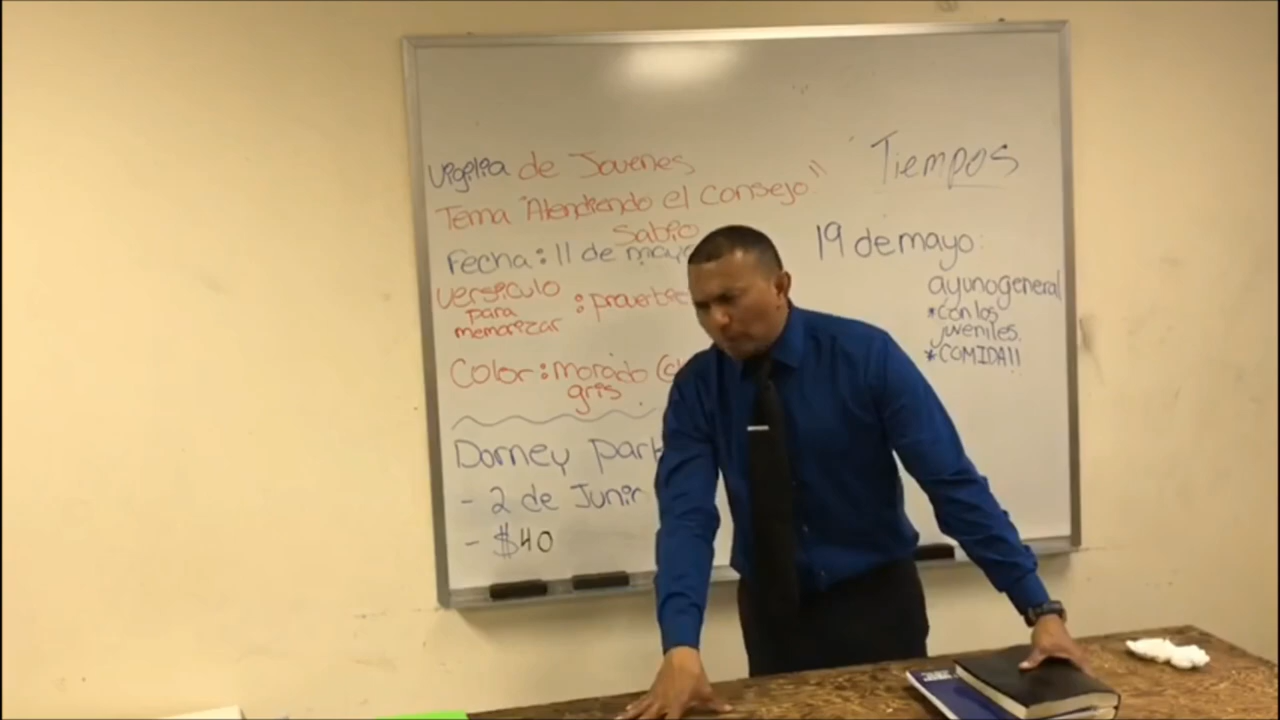 Vigilia de Jovenes
Tema "Atendiendo el Consejo"
Sabio
Fecha: 11 de mayo
versiculo
para
memorizar
: proverbio
Color: morado
gris
Dorney Park
- 2 de Junio
- $40
Tiempos
19 de mayo:
ayuno general
*Con los
juveniles.
*COMIDA!!